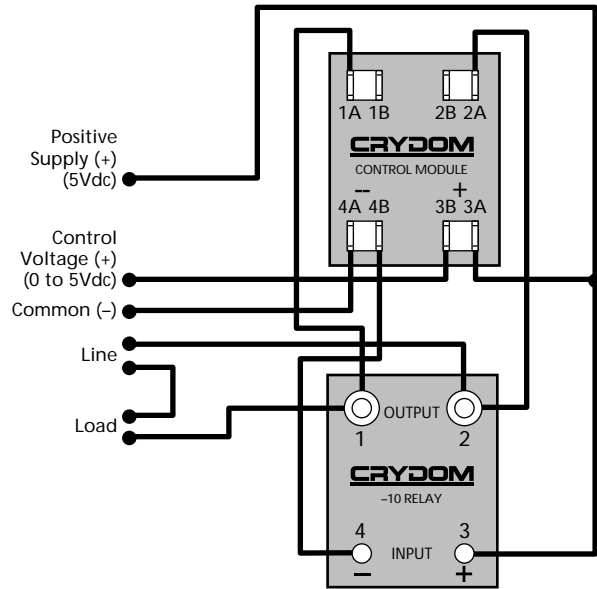 1A 1B
2B 2A
CRYDOM
CONTROL MODULE
-- +
4A 4B
3B 3A
Positive
Supply (+)
(5Vdc)
Control
Voltage (+)
(0 to 5Vdc)
Common (–)
Line
Load
OUTPUT
1
2
CRYDOM
–10 RELAY
4
3
INPUT
– +